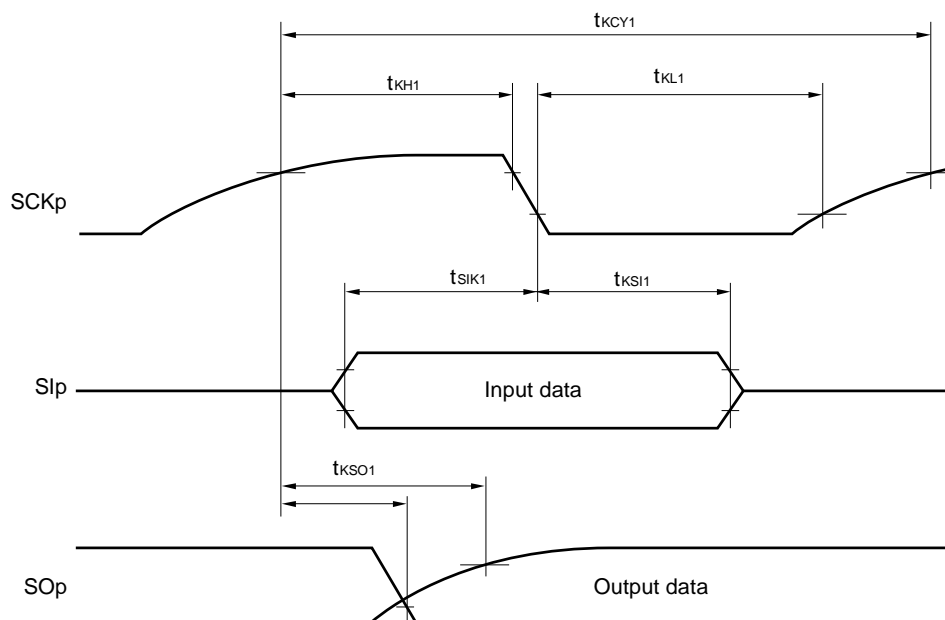 tKCY1
tKH1
tKL1
SCKp
tSIK1
tKSI1
SIp
Input data
tKSO1
SOp
Output data